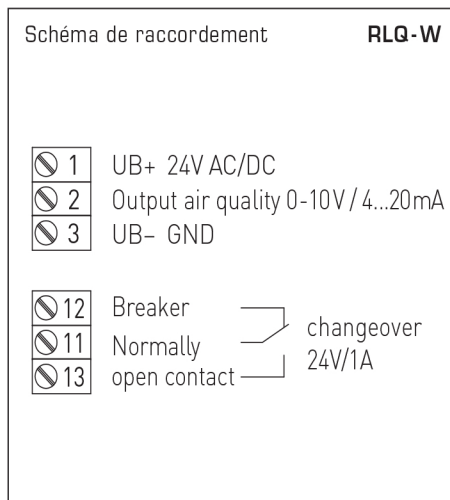 Schéma de raccordement RLQ-W
1 UB+ 24V AC/DC
2 Output air quality 0-10V / 4...20mA
3 UB– GND
12 Breaker
changeover
11 Normally
24V/1A
13 open contact